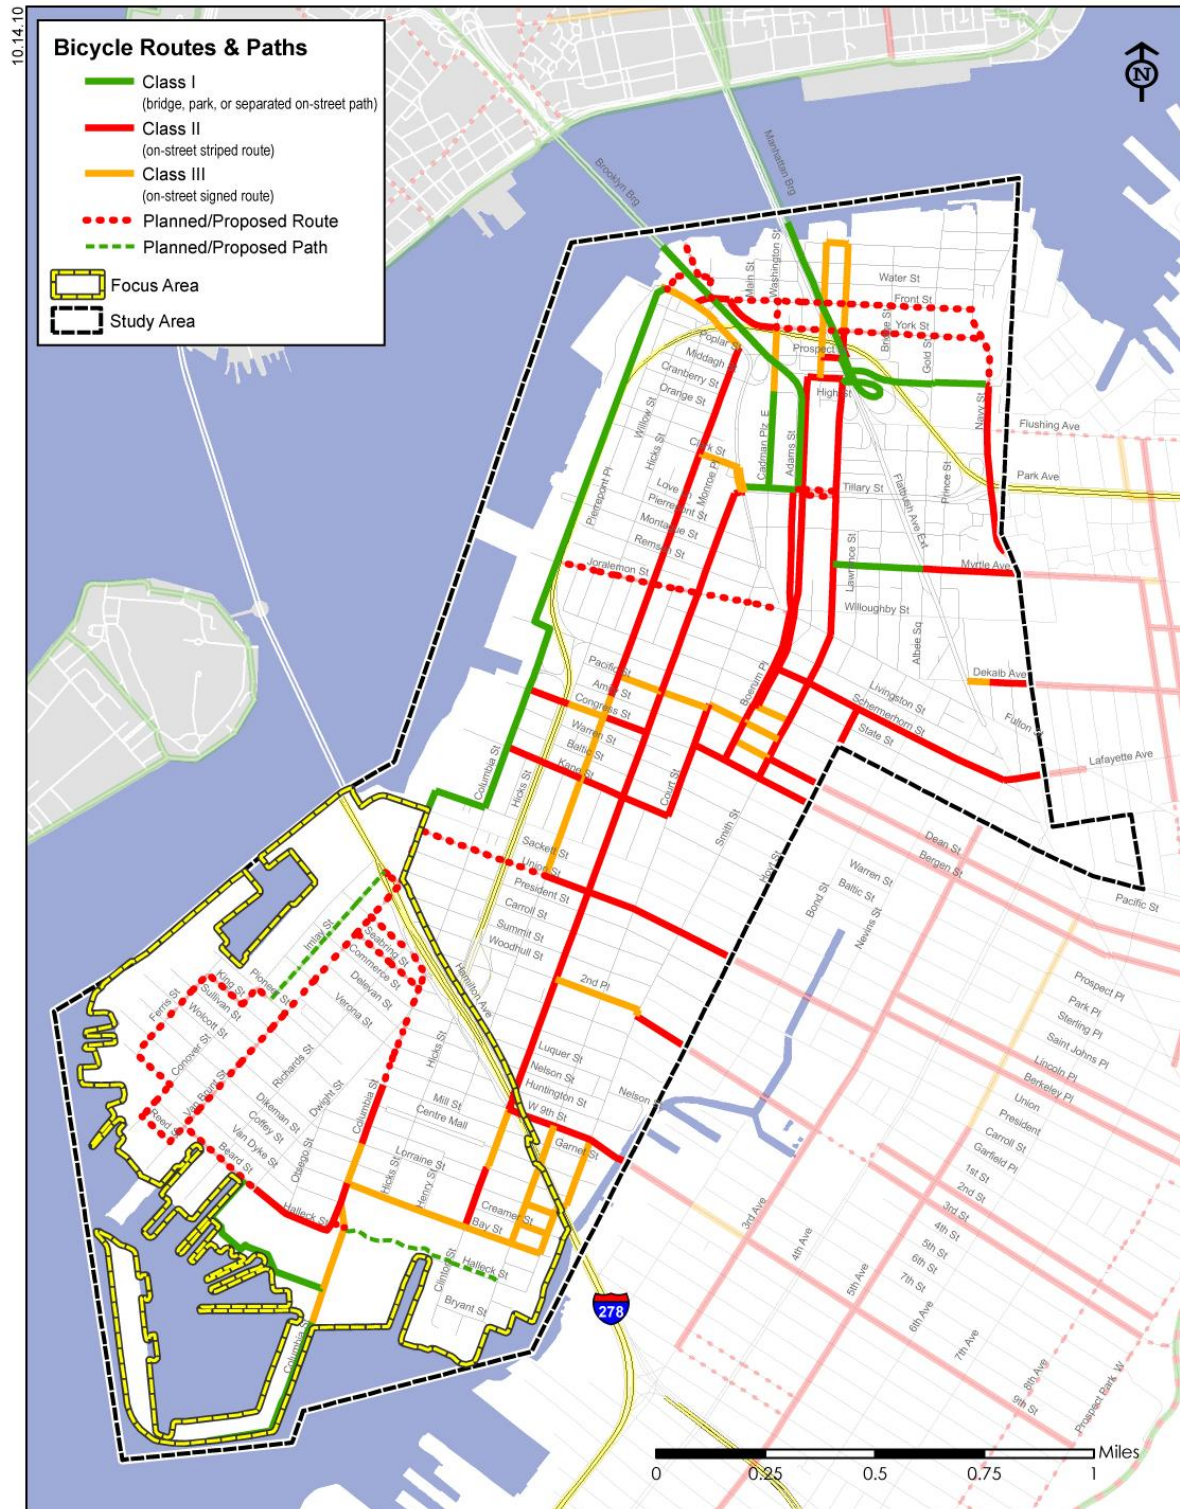 10.14.10
Bicycle Routes & Paths
Class I
(bridge, park, or separated on-street path)
Class II
(on-street striped route)
Class III
(on-street signed route)
Planned/Proposed Route
Planned/Proposed Path
Focus Area
Study Area
N
Brooklyn Brg
Manhattan Brg
Main St
Washington St
Water St
Front St
York St
Bridge St
Gold St
Poplar St
Prospect
Middagh St
Cranberry St
Orange St
High St
Navy St
Willow St
Hicks St
Cadman Plz E
Adams St
Flushing Ave
Clark St
Monroe Pl
Park Ave
Pierrepont Pl
Love Ln
Pierrepont St
Tillary St
Prince St
Flatbush Ave Ext
Montague St
Remsen St
Joralemon St
Lawrence St
Myrtle Ave
Willoughby St
Albee Sq
Pacific St
Boerum Pl
Dekalb Ave
Amity St
Congress St
Livingston St
Schermerhorn St
Fulton St
Warren St
State St
Baltic St
Kane St
Columbia St
Hicks St
Court St
Lafayette Ave
Smith St
Sackett St
Union St
Hoyt St
Dean St
Bergen St
President St
Warren St
Baltic St
Bond St
Nevins St
Pacific St
Carroll St
Summit St
Woodhull St
Imlay St
Seabring St
Commerce St
Delevan St
Verona St
Hamilton Ave
2nd Pl
Pioneer St
King St
Sullivan St
Wolcott St
Ferris St
Conover St
Prospect Pl
Park Pl
Sterling Pl
Saint Johns Pl
Lincoln Pl
Berkeley Pl
Union
President
Carroll St
Garfield Pl
1st St
2nd St
3rd St
4th St
5th St
6th St
7th St
Van Brunt St
Richards St
Hicks St
Luquer St
Nelson St
Huntington St
W 9th St
Nelson
Reed St
Dikeman St
Coffey St
Van Dyke St
Beard St
Dwight St
Otsego St
Columbia St
Mill St
Centre Mall
Lorraine St
Hicks St
Henry St
Garnet St
Creamer St
Bay St
Halleck St
Halleck St
Clinton St
Bryant St
Columbia St
278
3rd Ave
4th Ave
5th Ave
6th Ave
7th Ave
8th Ave
9th St
Prospect Park W
Miles
0
0.25
0.5
0.75
1